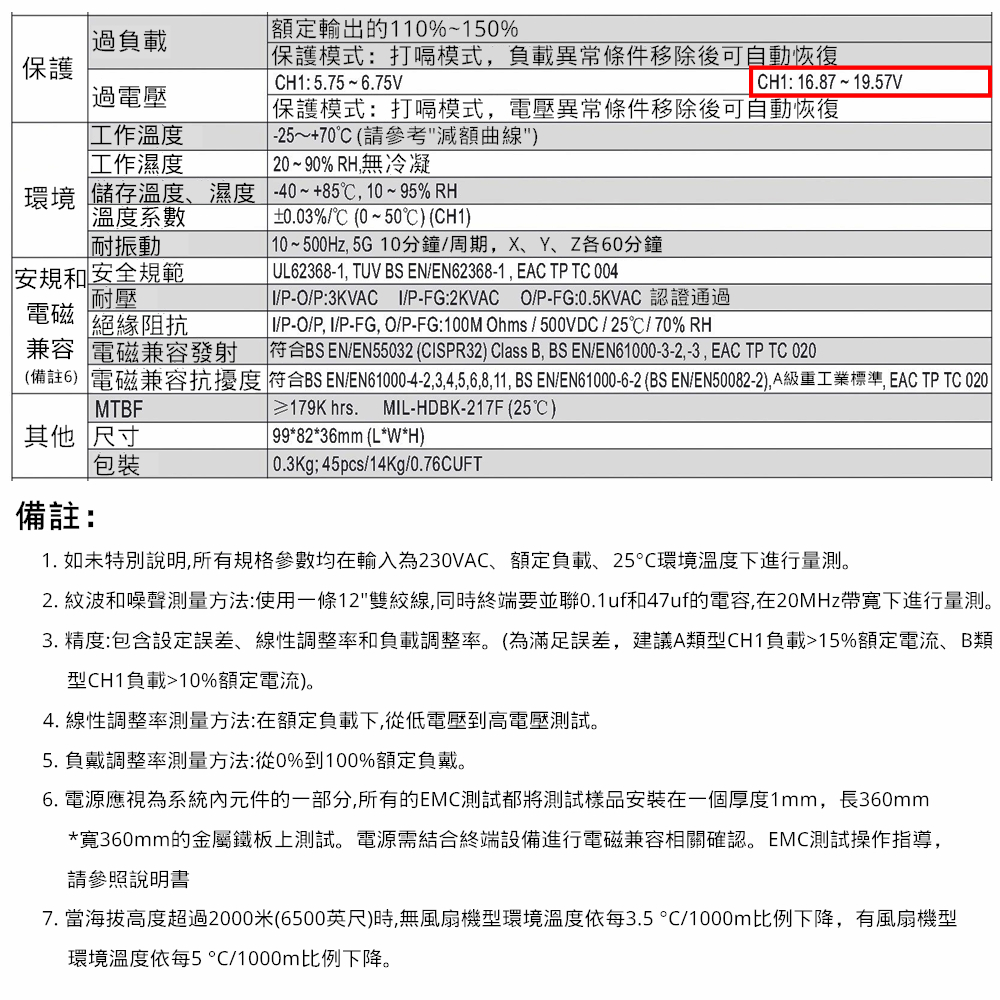 保護
過負載
額定輸出的110%~150%
保護模式：打嗝模式，負載異常條件移除後可自動恢復
過電壓
CH1: 5.75 ~ 6.75V
CH1: 16.87 ~ 19.57V
保護模式：打嗝模式，電壓異常條件移除後可自動恢復
環境
工作溫度
-25～+70℃ (請參考"減額曲線")
工作濕度
20 ~ 90% RH,無冷凝
儲存溫度、濕度
-40 ~ +85℃, 10 ~ 95% RH
溫度系數
±0.03%/℃ (0 ~ 50℃) (CH1)
耐振動
10 ~ 500Hz, 5G 10分鐘/周期，X、Y、Z各60分鐘
安規和
電磁
兼容
(備註6)
安全規範
UL62368-1, TUV BS EN/EN62368-1 , EAC TP TC 004
耐壓
I/P-O/P:3KVAC I/P-FG:2KVAC O/P-FG:0.5KVAC 認證通過
絕緣阻抗
I/P-O/P, I/P-FG, O/P-FG:100M Ohms / 500VDC / 25℃/ 70% RH
電磁兼容發射
符合BS EN/EN55032 (CISPR32) Class B, BS EN/EN61000-3-2,-3 , EAC TP TC 020
電磁兼容抗擾度
符合BS EN/EN61000-4-2,3,4,5,6,8,11, BS EN/EN61000-6-2 (BS EN/EN50082-2),A級重工業標準, EAC TP TC 020
其他
MTBF
≥179K hrs. MIL-HDBK-217F (25℃)
尺寸
99*82*36mm (L*W*H)
包裝
0.3Kg; 45pcs/14Kg/0.76CUFT
備註：
1. 如未特別說明,所有規格參數均在輸入為230VAC、額定負載、25°C環境溫度下進行量測。
2. 紋波和噪聲測量方法:使用一條12"雙絞線,同時終端要並聯0.1uf和47uf的電容,在20MHz帶寬下進行量測。
3. 精度:包含設定誤差、線性調整率和負載調整率。(為滿足誤差，建議A類型CH1負載>15%額定電流、B類
型CH1負載>10%額定電流)。
4. 線性調整率測量方法:在額定負載下,從低電壓到高電壓測試。
5. 負戴調整率測量方法:從0%到100%額定負戴。
6. 電源應視為系統內元件的一部分,所有的EMC測試都將測試樣品安裝在一個厚度1mm，長360mm
*寬360mm的金屬鐵板上測試。電源需結合終端設備進行電磁兼容相關確認。EMC測試操作指導，
請參照說明書
7. 當海拔高度超過2000米(6500英尺)時,無風扇機型環境溫度依每3.5 °C/1000m比例下降，有風扇機型
環境溫度依每5 °C/1000m比例下降。